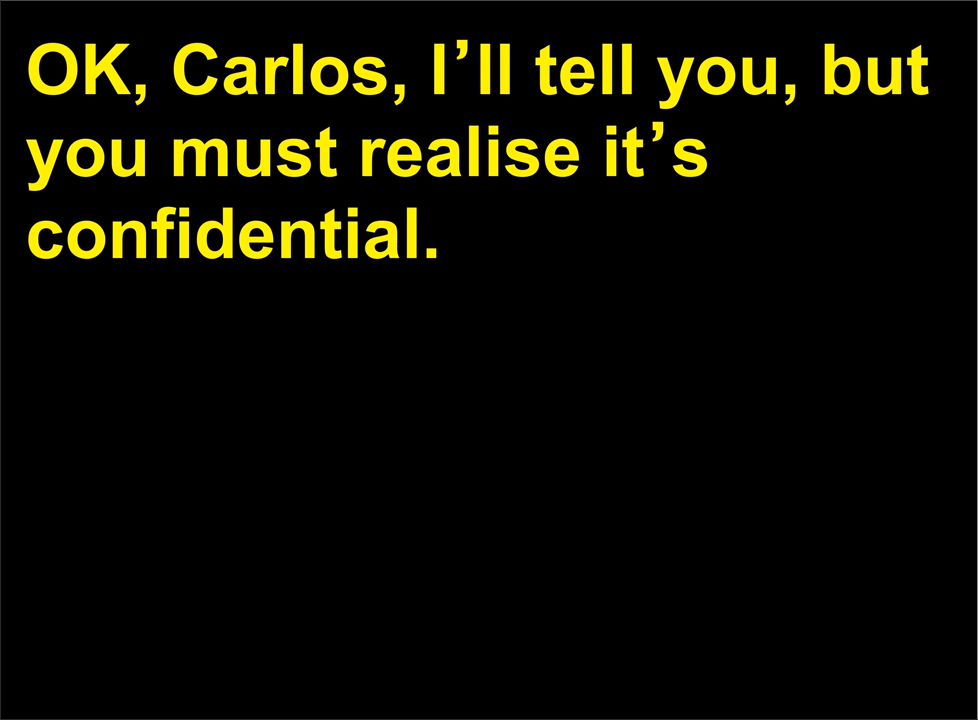 OK, Carlos, I’ll tell you, but
you must realise it’s
confidential.